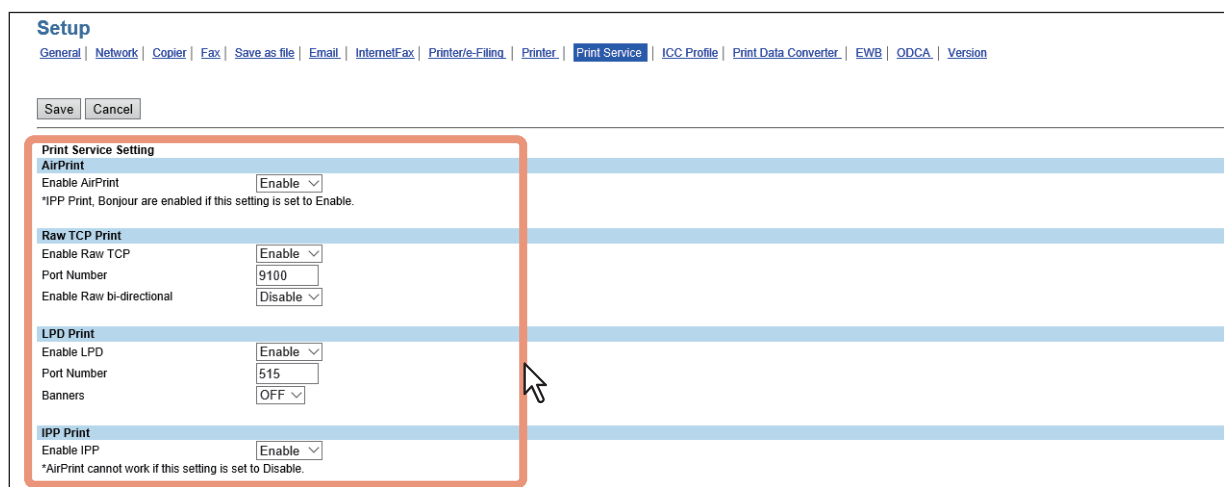 Setup
General | Network | Copier | Fax | Save as file | Email | InternetFax | Printer/e-Filing | Printer | Print Service | ICC Profile | Print Data Converter | EWB | ODCA | Version
Save Cancel
Print Service Setting
AirPrint
Enable AirPrint Enable
*IPP Print, Bonjour are enabled if this setting is set to Enable.
Raw TCP Print
Enable Raw TCP Enable
Port Number 9100
Enable Raw bi-directional Disable
LPD Print
Enable LPD Enable
Port Number 515
Banners OFF
IPP Print
Enable IPP Enable
*AirPrint cannot work if this setting is set to Disable.